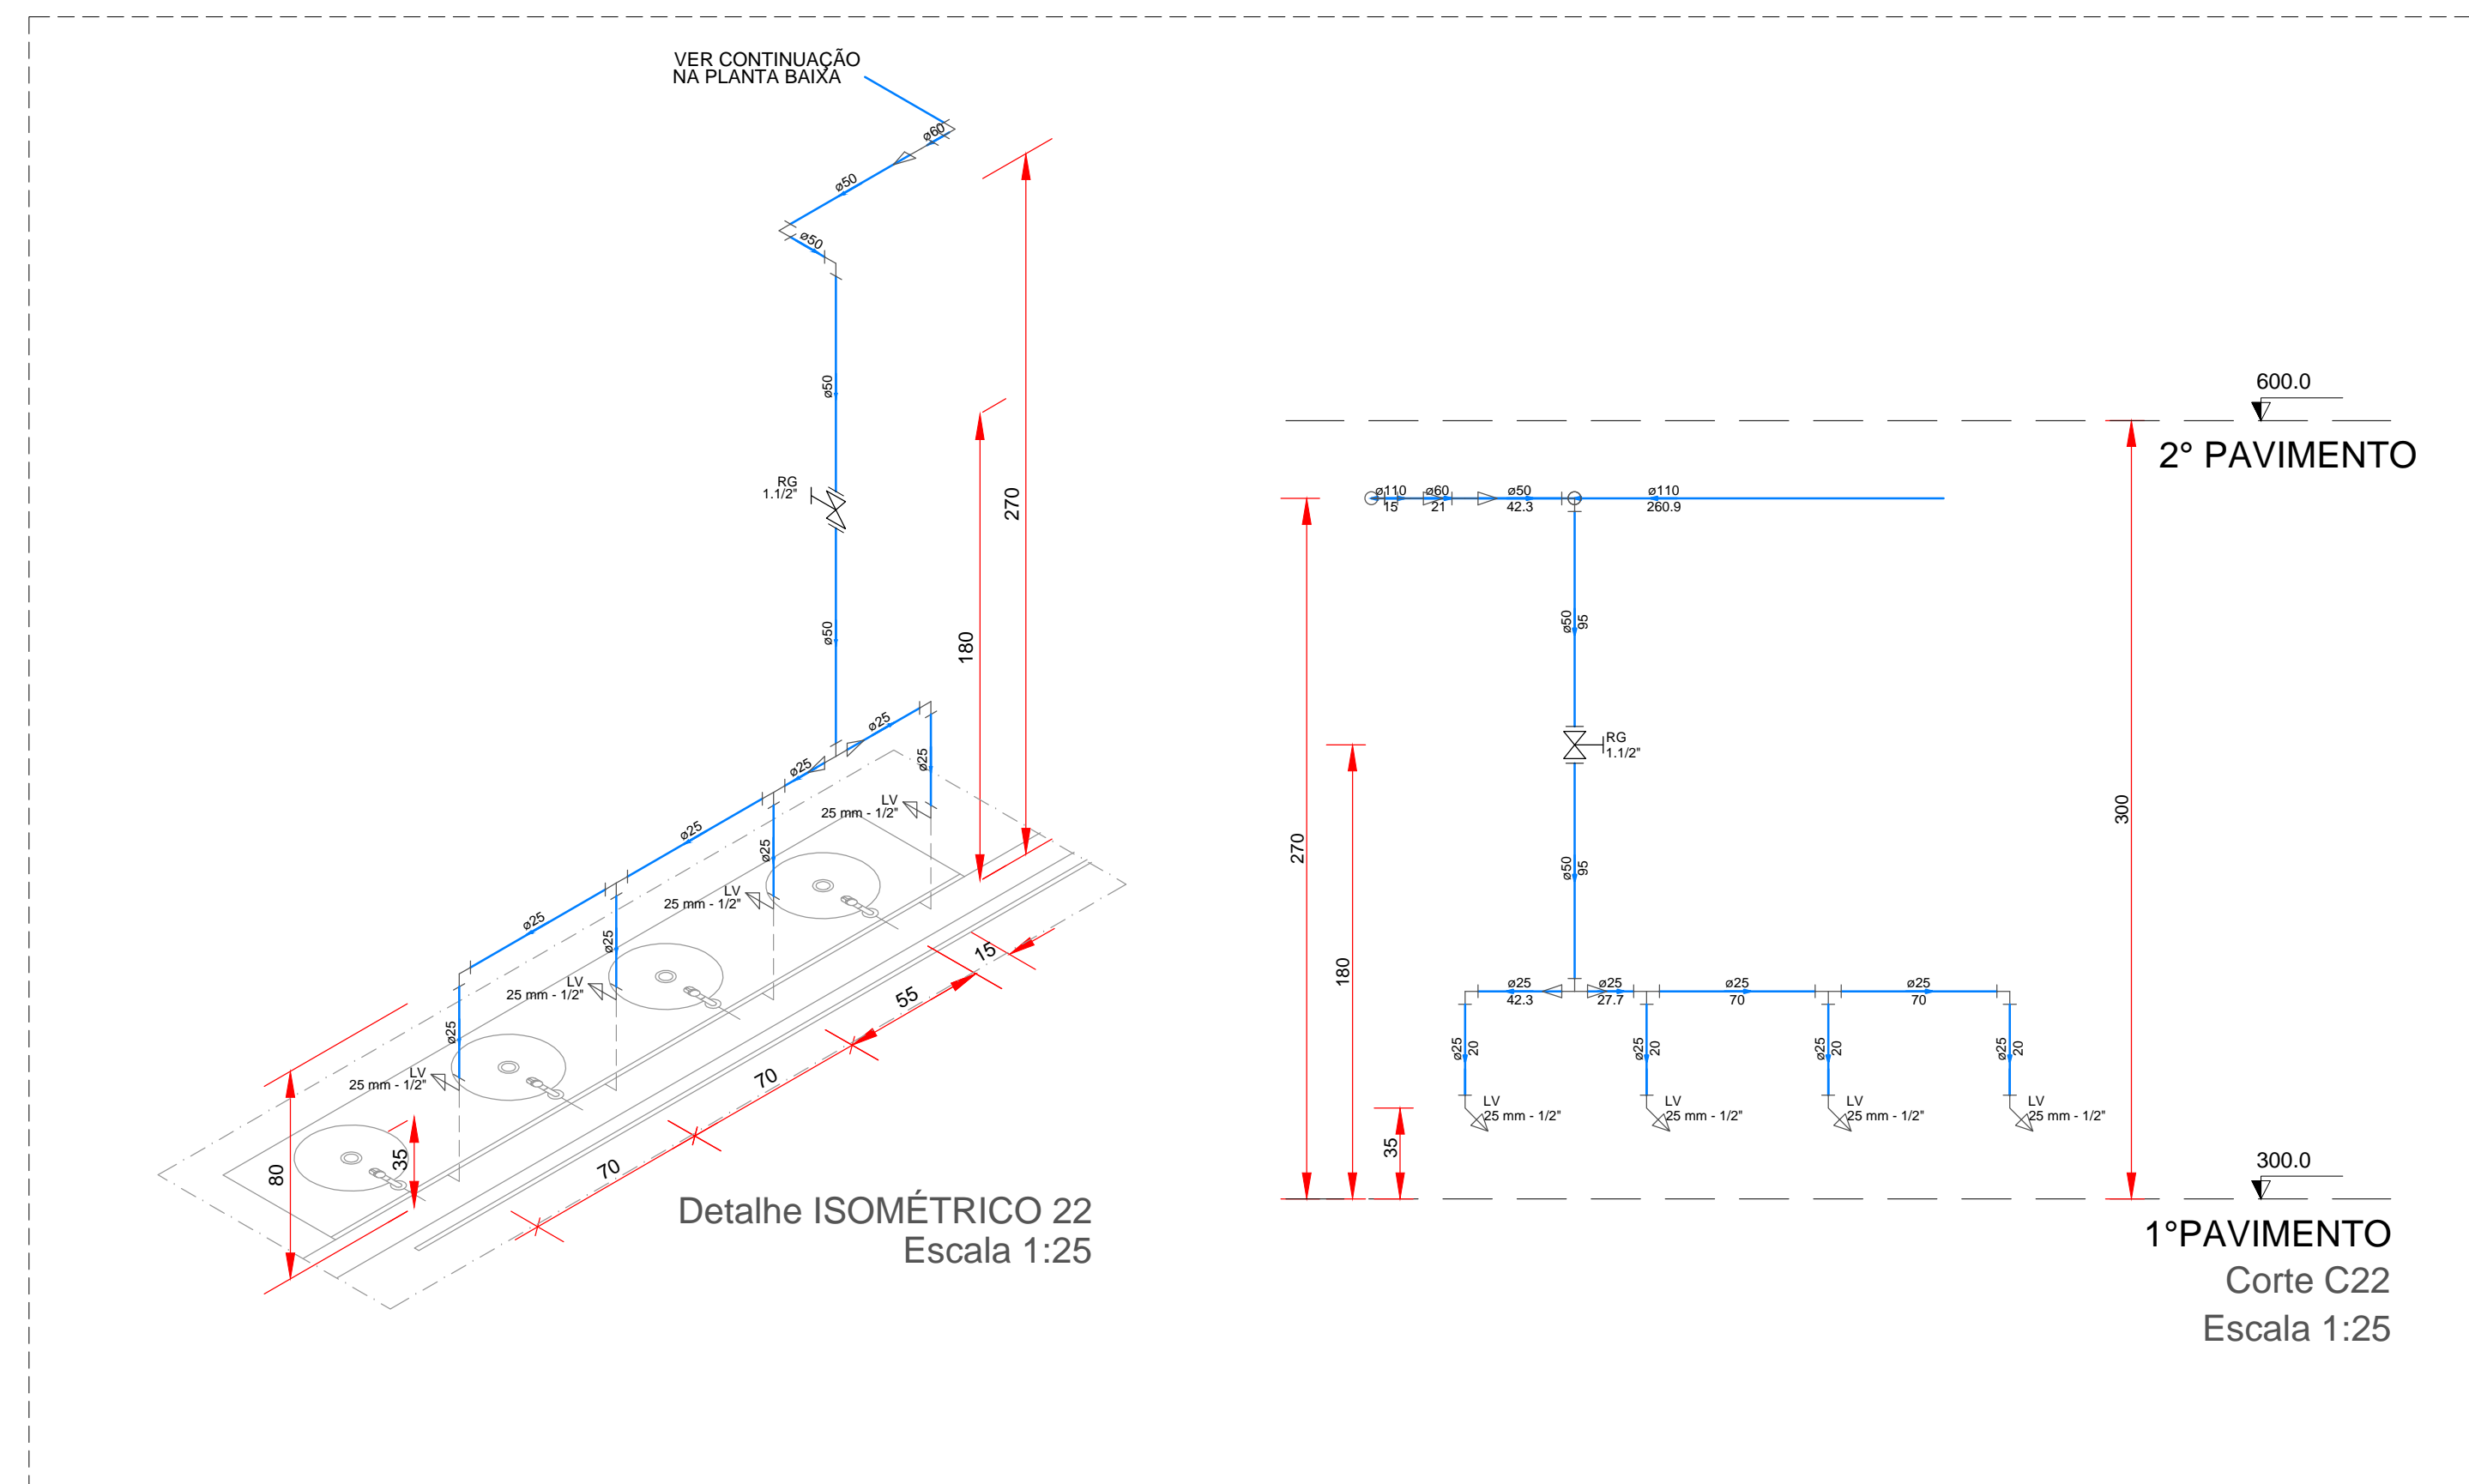 VER CONTINUAÇÃO
NA PLANTA BAIXA
ø60
ø50
ø50
ø50
RG
1.1/2"
ø50
270
180
ø25
ø25
ø25
ø25
ø25
ø25
ø25
ø25
LV
25 mm - 1/2"
LV
25 mm - 1/2"
LV
25 mm - 1/2"
LV
25 mm - 1/2"
15
55
70
70
80
35
Detalhe ISOMÉTRICO 22
Escala 1:25
600.0
2° PAVIMENTO
ø110
15
ø60
21
ø50
42.3
ø110
260.9
ø50
95
RG
1.1/2"
ø50
95
270
180
35
300
ø25
42.3
ø25
27.7
ø25
70
ø25
70
ø25
20
ø25
20
ø25
20
ø25
20
LV
25 mm - 1/2"
LV
25 mm - 1/2"
LV
25 mm - 1/2"
LV
25 mm - 1/2"
300.0
1°PAVIMENTO
Corte C22
Escala 1:25